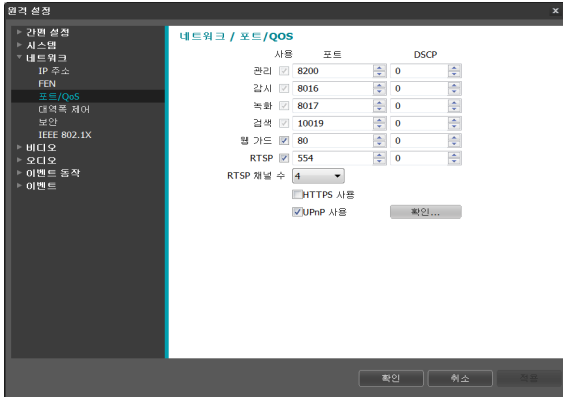 원격 설정
간편 설정
시스템
네트워크
IP 주소
FEN
포트/QoS
대역폭 제어
보안
IEEE 802.1X
비디오
오디오
이벤트 동작
이벤트
네트워크 / 포트/QOS
사용 포트 DSCP
관리 8200 0
감시 8016 0
녹화 8017 0
검색 10019 0
웹 가드 80 0
RTSP 554 0
RTSP 채널 수 4
HTTPS 사용
UPnP 사용 확인...
확인 취소 적용